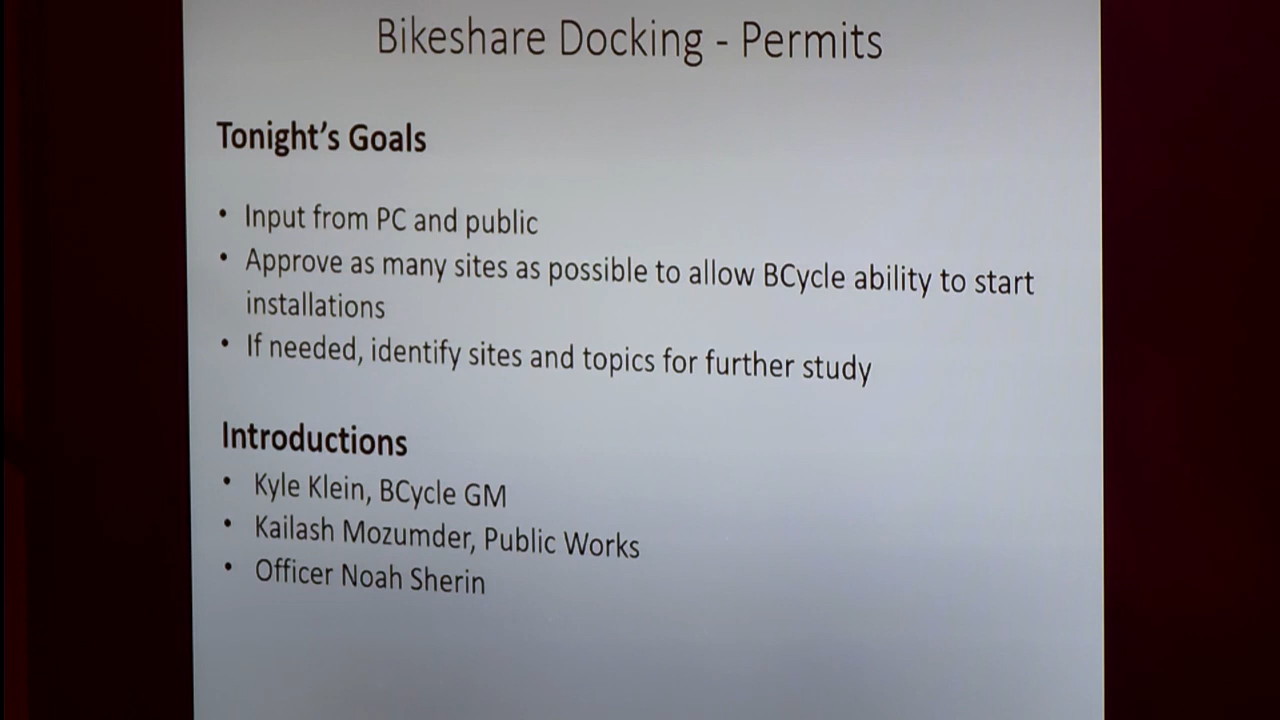 Bikeshare Docking - Permits
Tonight's Goals
• Input from PC and public
• Approve as many sites as possible to allow BCycle ability to start
installations
• If needed, identify sites and topics for further study
Introductions
• Kyle Klein, BCycle GM
• Kailash Mozumder, Public Works
• Officer Noah Sherin